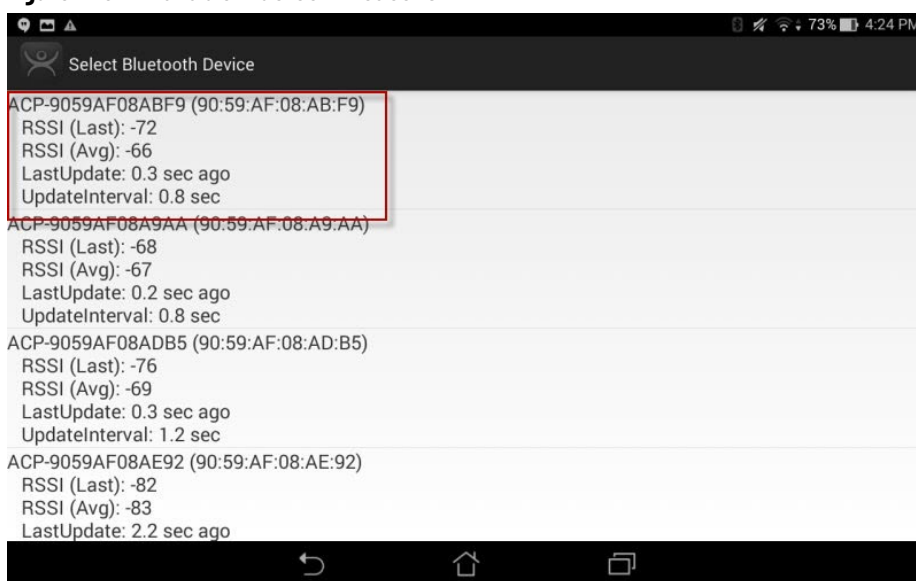 73% 4:24 PM
Select Bluetooth Device
ACP-9059AF08ABF9 (90:59:AF:08:AB:F9)
RSSI (Last): -72
RSSI (Avg): -66
LastUpdate: 0.3 sec ago
UpdateInterval: 0.8 sec
ACP-9059AF08A9AA (90:59:AF:08:A9:AA)
RSSI (Last): -68
RSSI (Avg): -67
LastUpdate: 0.2 sec ago
UpdateInterval: 0.8 sec
ACP-9059AF08ADB5 (90:59:AF:08:AD:B5)
RSSI (Last): -76
RSSI (Avg): -69
LastUpdate: 0.3 sec ago
UpdateInterval: 1.2 sec
ACP-9059AF08AE92 (90:59:AF:08:AE:92)
RSSI (Last): -82
RSSI (Avg): -83
LastUpdate: 2.2 sec ago